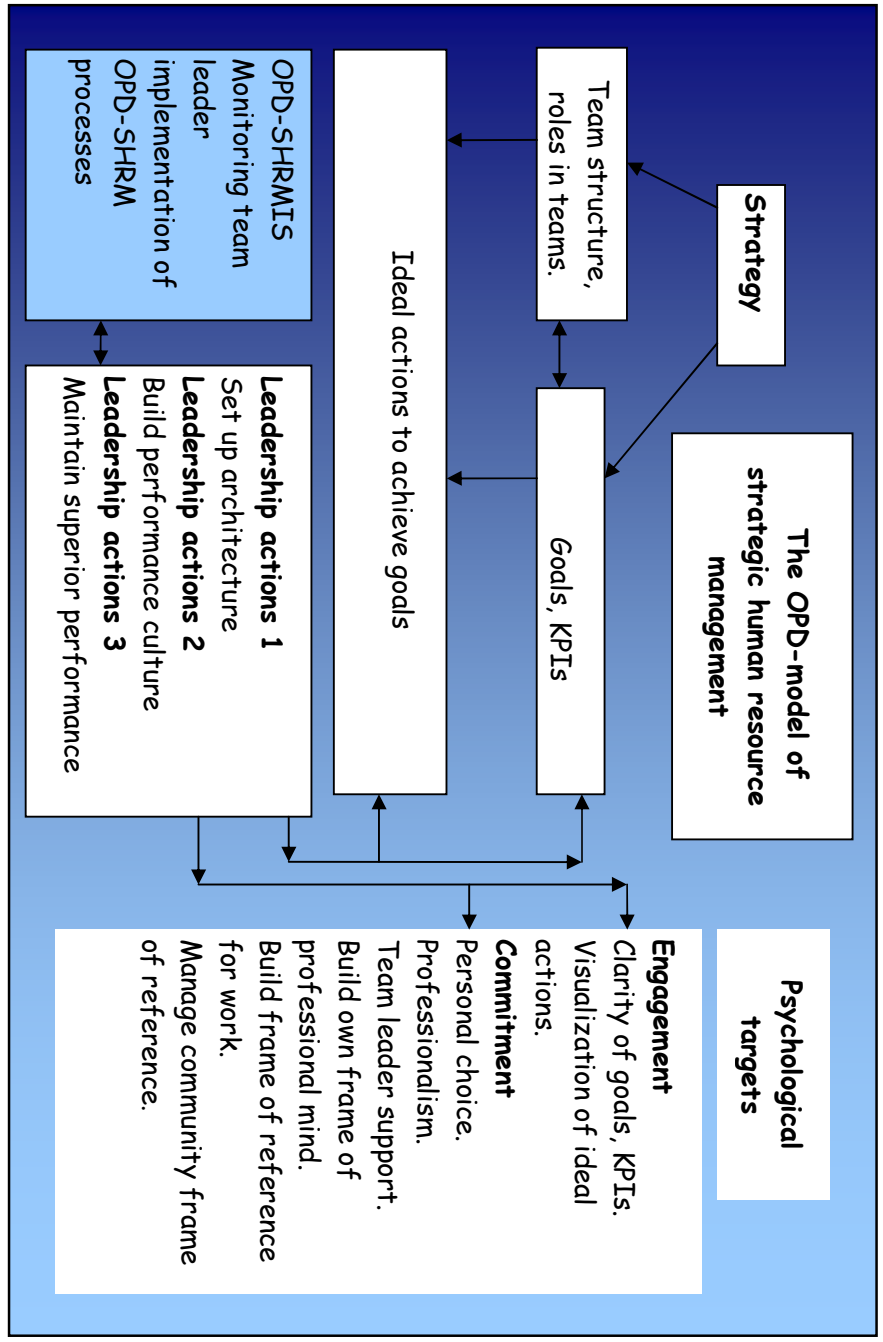 The OPD-model of
strategic human resource
management
Psychological
targets
Strategy
Team structure,
roles in teams.
Goals, KPIs
Ideal actions to achieve goals
OPD-SHRMIS
Monitoring team
leader
implementation of
OPD-SHRM
processes
Leadership actions 1
Set up architecture
Leadership actions 2
Build performance culture
Leadership actions 3
Maintain superior performance
Engagement
Clarity of goals, KPIs.
Visualization of ideal
actions.
Commitment
Personal choice.
Professionalism.
Team leader support.
Build own frame of
professional mind.
Build frame of reference
for work.
Manage community frame
of reference.